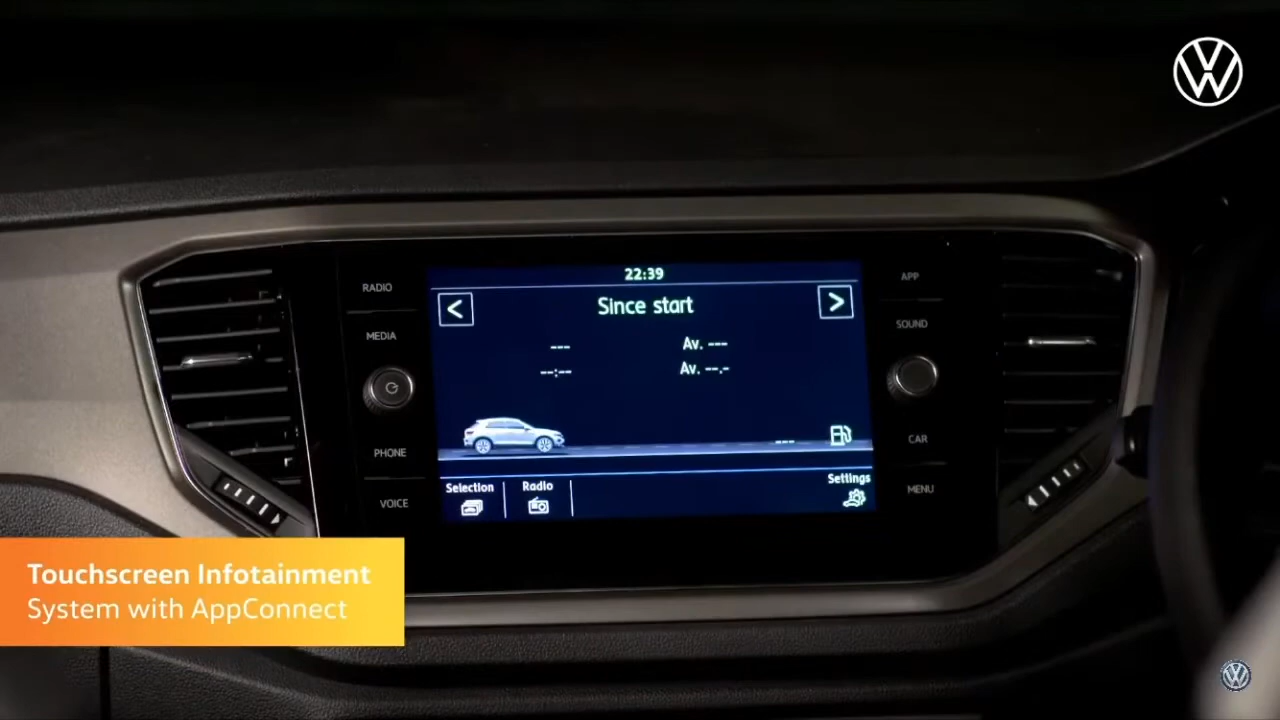 22:39
Since start
---
Av. ---
--:--
Av. --.-
---
Selection
Radio
Settings
RADIO
MEDIA
PHONE
VOICE
APP
SOUND
CAR
MENU
Touchscreen Infotainment
System with AppConnect